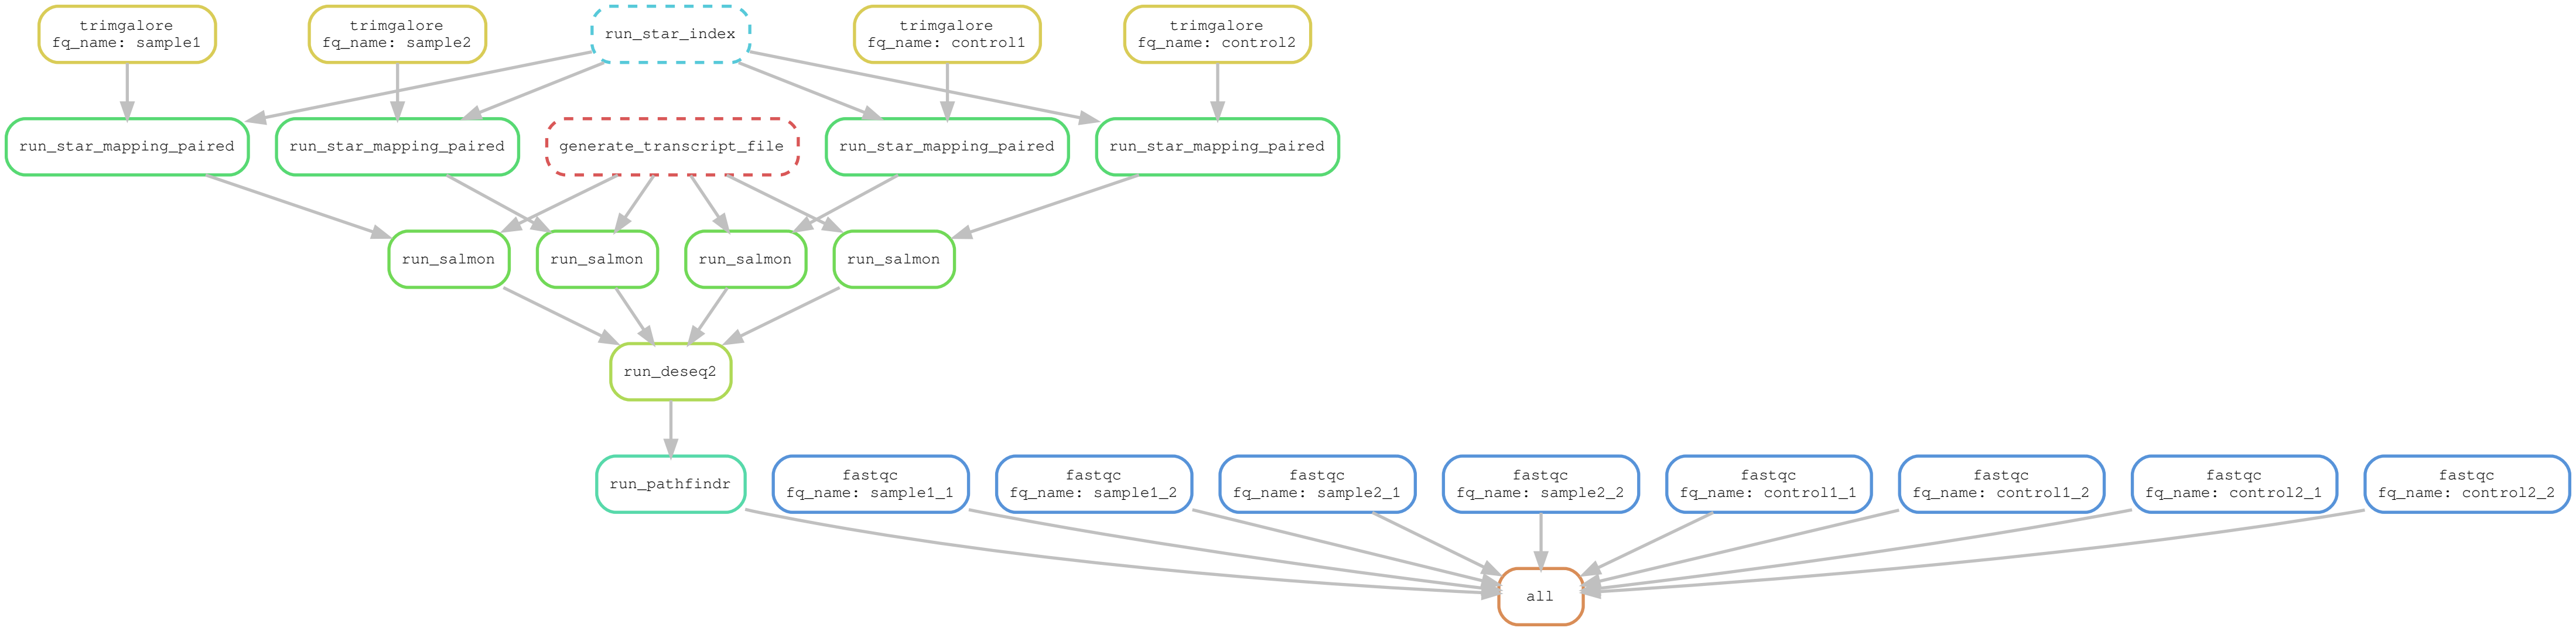 trimgalore
fq_name: sample1
trimgalore
fq_name: sample2
run_star_index
trimgalore
fq_name: control1
trimgalore
fq_name: control2
run_star_mapping_paired
run_star_mapping_paired
generate_transcript_file
run_star_mapping_paired
run_star_mapping_paired
run_salmon
run_salmon
run_salmon
run_salmon
run_deseq2
run_pathfindr
fastqc
fq_name: sample1_1
fastqc
fq_name: sample1_2
fastqc
fq_name: sample2_1
fastqc
fq_name: sample2_2
fastqc
fq_name: control1_1
fastqc
fq_name: control1_2
fastqc
fq_name: control2_1
fastqc
fq_name: control2_2
all